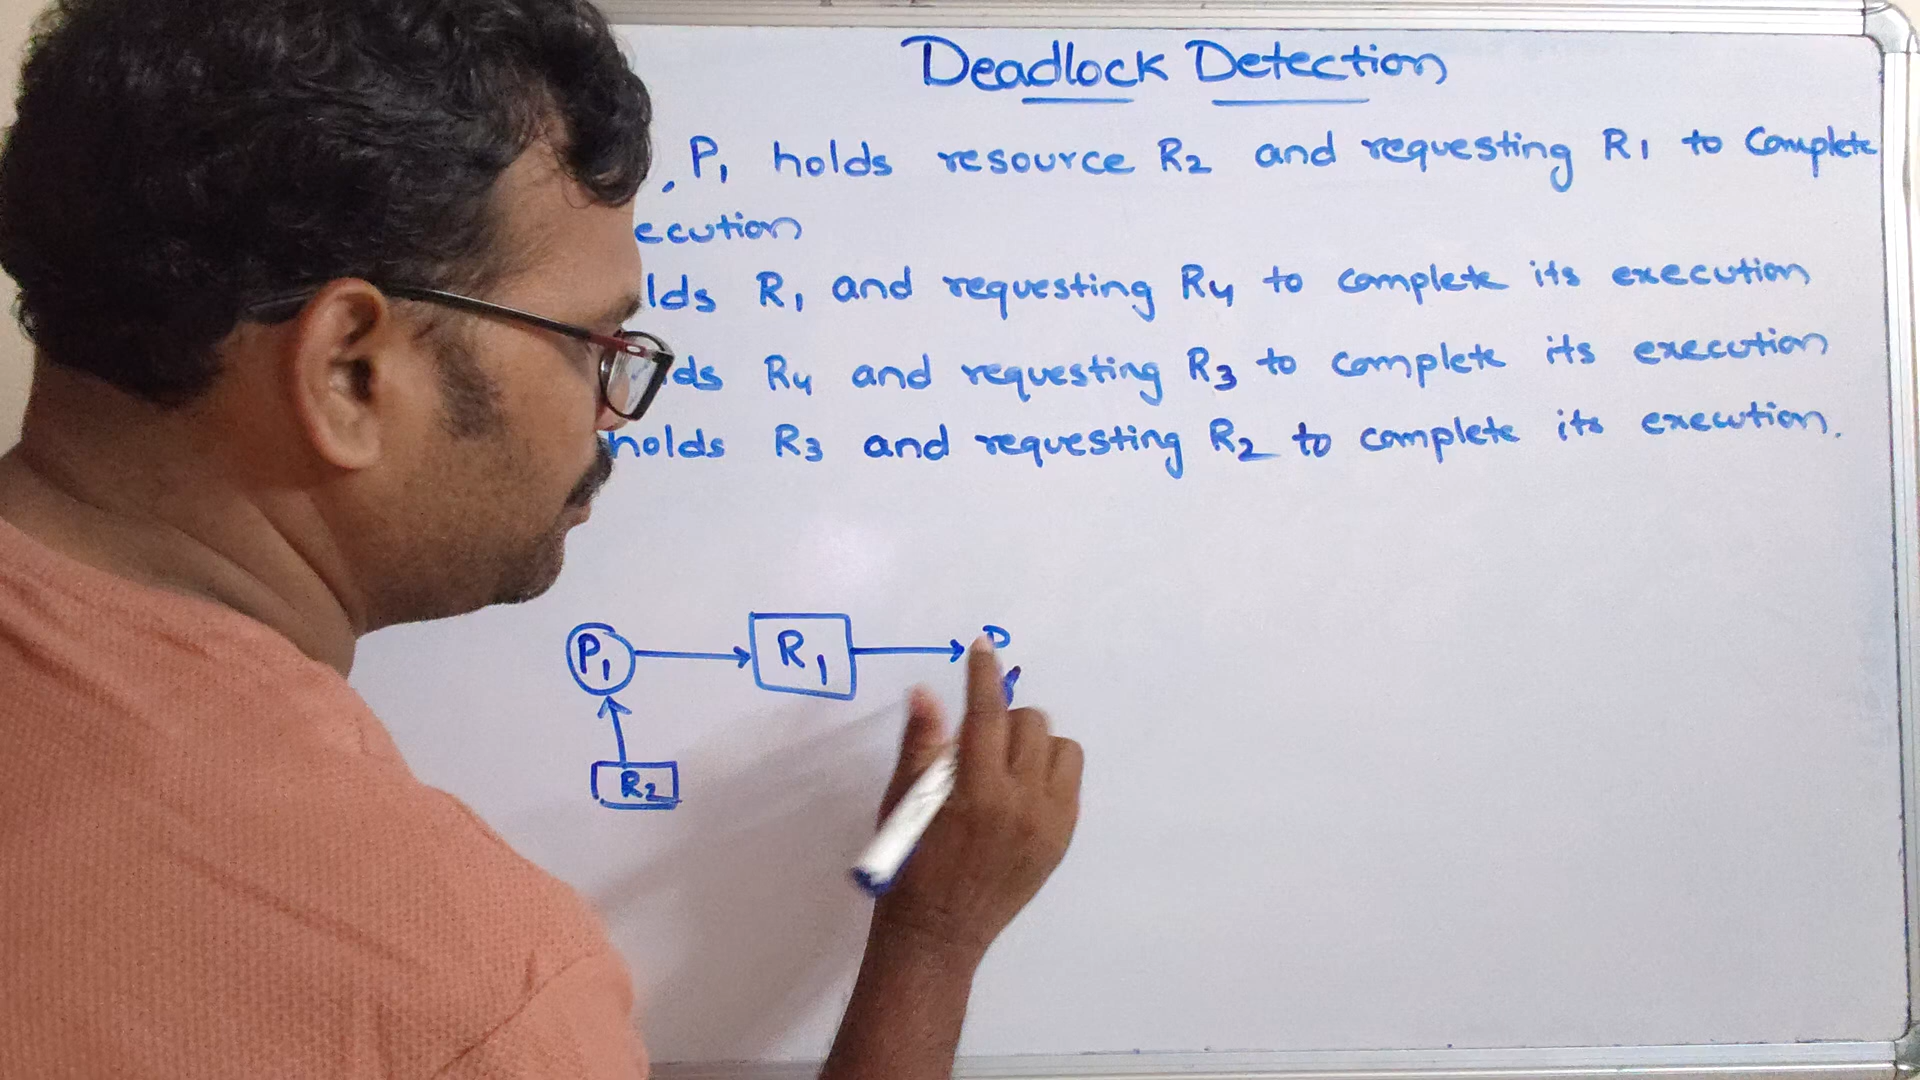 Deadlock Detection
P1 holds resource R2 and requesting R1 to Complete
ecution
lds R1 and requesting R4 to complete its execution
ds R4 and requesting R3 to complete its execution
holds R3 and requesting R2 to complete its execution.
P1 R1 P
R2